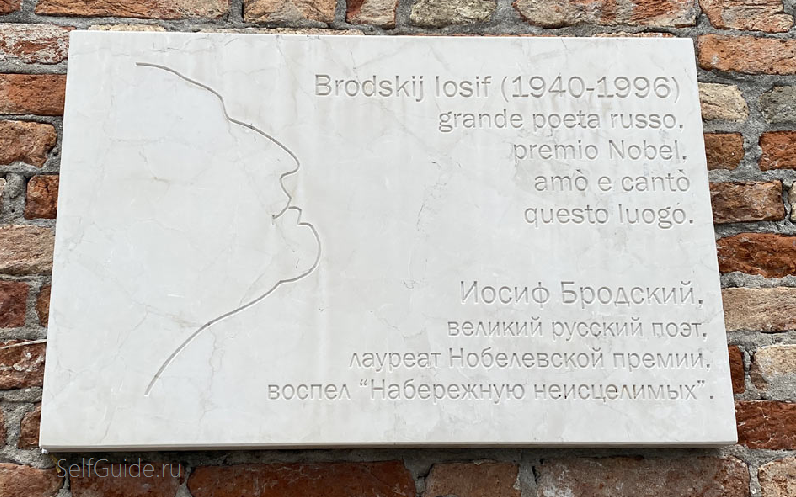 Brodskij Iosif (1940-1996)
grande poeta russo,
premio Nobel,
amò e cantò
questo luogo.
Иосиф Бродский,
великий русский поэт,
лауреат Нобелевской премии,
воспел “Набережную неисцелимых”.
SelfGuide.ru